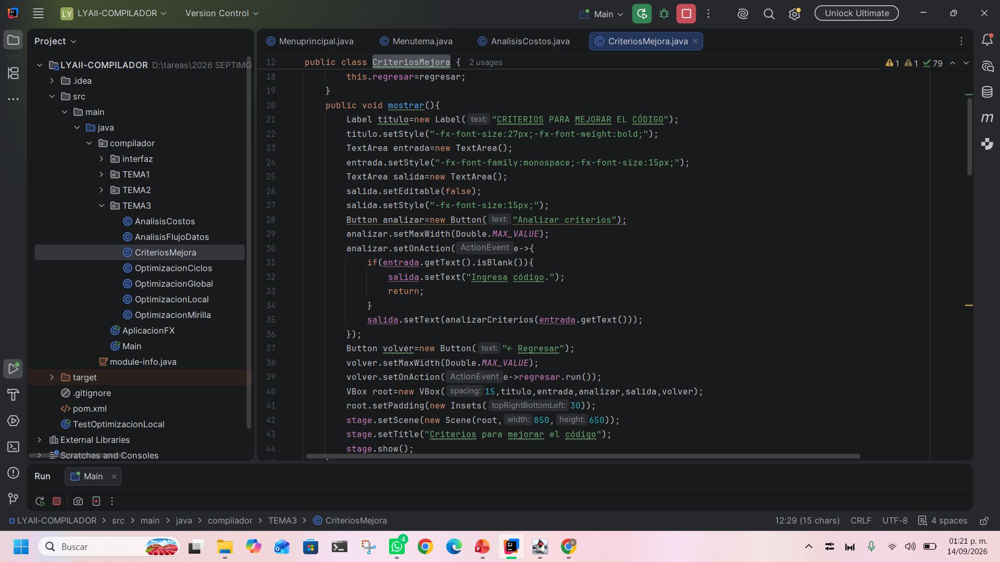 LY LYAII-COMPILADOR Version Control Main Unlock Ultimate
Project
LYAII-COMPILADOR D:\tareas\2026 SEPTIMO
.idea
src
main
java
compilador
interfaz
TEMA1
TEMA2
TEMA3
AnalisisCostos
AnalisisFlujoDatos
CriteriosMejora
OptimizacionCiclos
OptimizacionGlobal
OptimizacionLocal
OptimizacionMirilla
AplicacionFX
Main
module-info.java
target
.gitignore
pom.xml
TestOptimizacionLocal
External Libraries
Scratches and Consoles
Menuprincipal.java Menutema.java AnalisisCostos.java CriteriosMejora.java
12 public class CriteriosMejora { 2 usages 1 1 79
18 this.regresar=regresar;
19 }
20 public void mostrar(){
21 Label titulo=new Label( text: "CRITERIOS PARA MEJORAR EL CÓDIGO");
22 titulo.setStyle("-fx-font-size:27px;-fx-font-weight:bold;");
23 TextArea entrada=new TextArea();
24 entrada.setStyle("-fx-font-family:monospace;-fx-font-size:15px;");
25 TextArea salida=new TextArea();
26 salida.setEditable(false);
27 salida.setStyle("-fx-font-size:15px;");
28 Button analizar=new Button( text: "Analizar criterios");
29 analizar.setMaxWidth(Double.MAX_VALUE);
30 analizar.setOnAction( ActionEvent e->{
31 if(entrada.getText().isBlank()){
32 salida.setText("Ingresa código.");
33 return;
34 }
35 salida.setText(analizarCriterios(entrada.getText()));
36 });
37 Button volver=new Button( text: "← Regresar");
38 volver.setMaxWidth(Double.MAX_VALUE);
39 volver.setOnAction( ActionEvent e->regresar.run());
40 VBox root=new VBox( spacing: 15,titulo,entrada,analizar,salida,volver);
41 root.setPadding(new Insets( topRightBottomLeft: 30));
42 stage.setScene(new Scene(root, width: 850, height: 650));
43 stage.setTitle("Criterios para mejorar el código");
44 stage.show();
Run Main
LYAII-COMPILADOR > src > main > java > compilador > TEMA3 > CriteriosMejora 12:29 (15 chars) CRLF UTF-8 4 spaces
Buscar
4
01:21 p. m.
14/09/2026